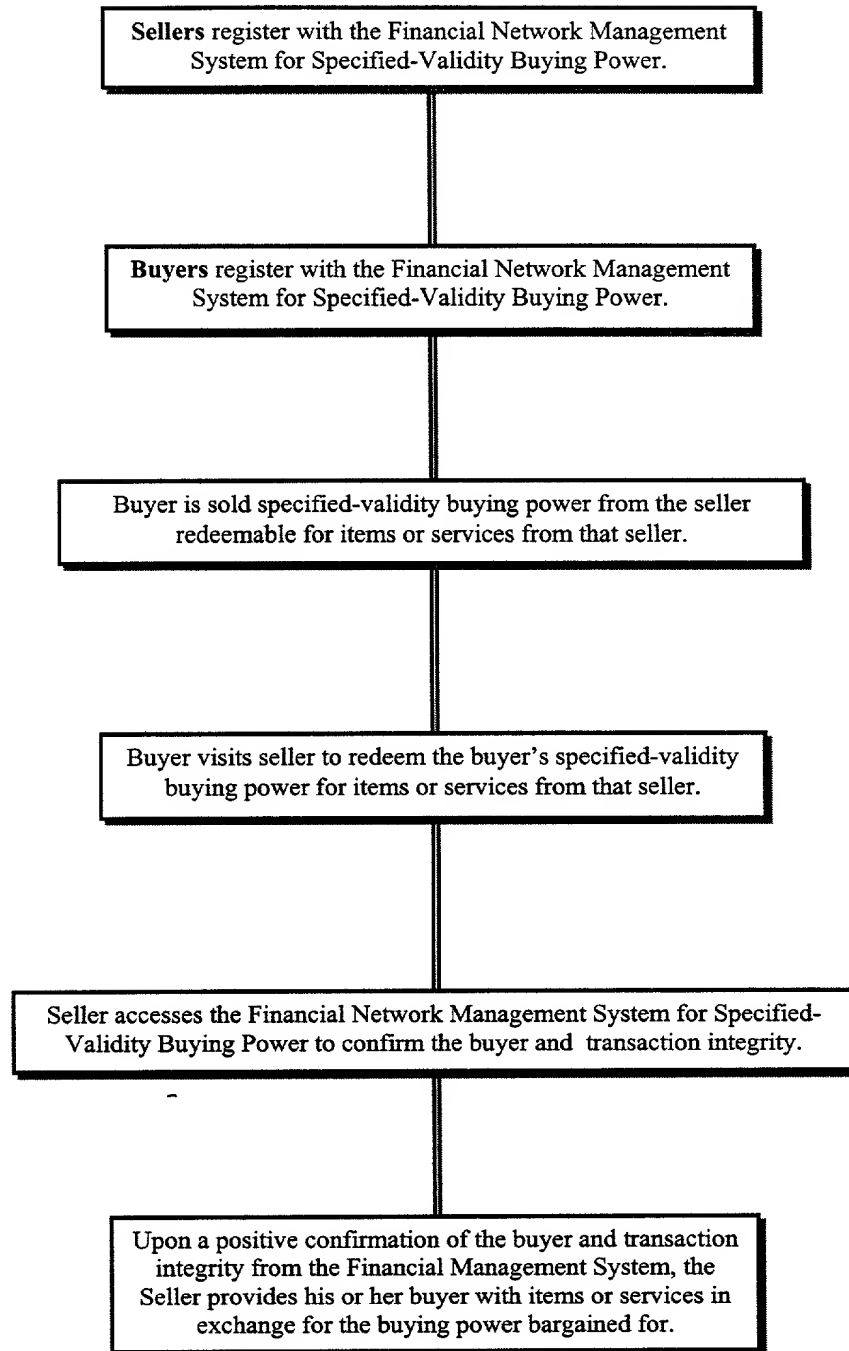 Sellers register with the Financial Network Management
System for Specified-Validity Buying Power.
Buyers register with the Financial Network Management
System for Specified-Validity Buying Power.
Buyer is sold specified-validity buying power from the seller
redeemable for items or services from that seller.
Buyer visits seller to redeem the buyer's specified-validity
buying power for items or services from that seller.
Seller accesses the Financial Network Management System for Specified-
Validity Buying Power to confirm the buyer and transaction integrity.
Upon a positive confirmation of the buyer and transaction
integrity from the Financial Management System, the
Seller provides his or her buyer with items or services in
exchange for the buying power bargained for.